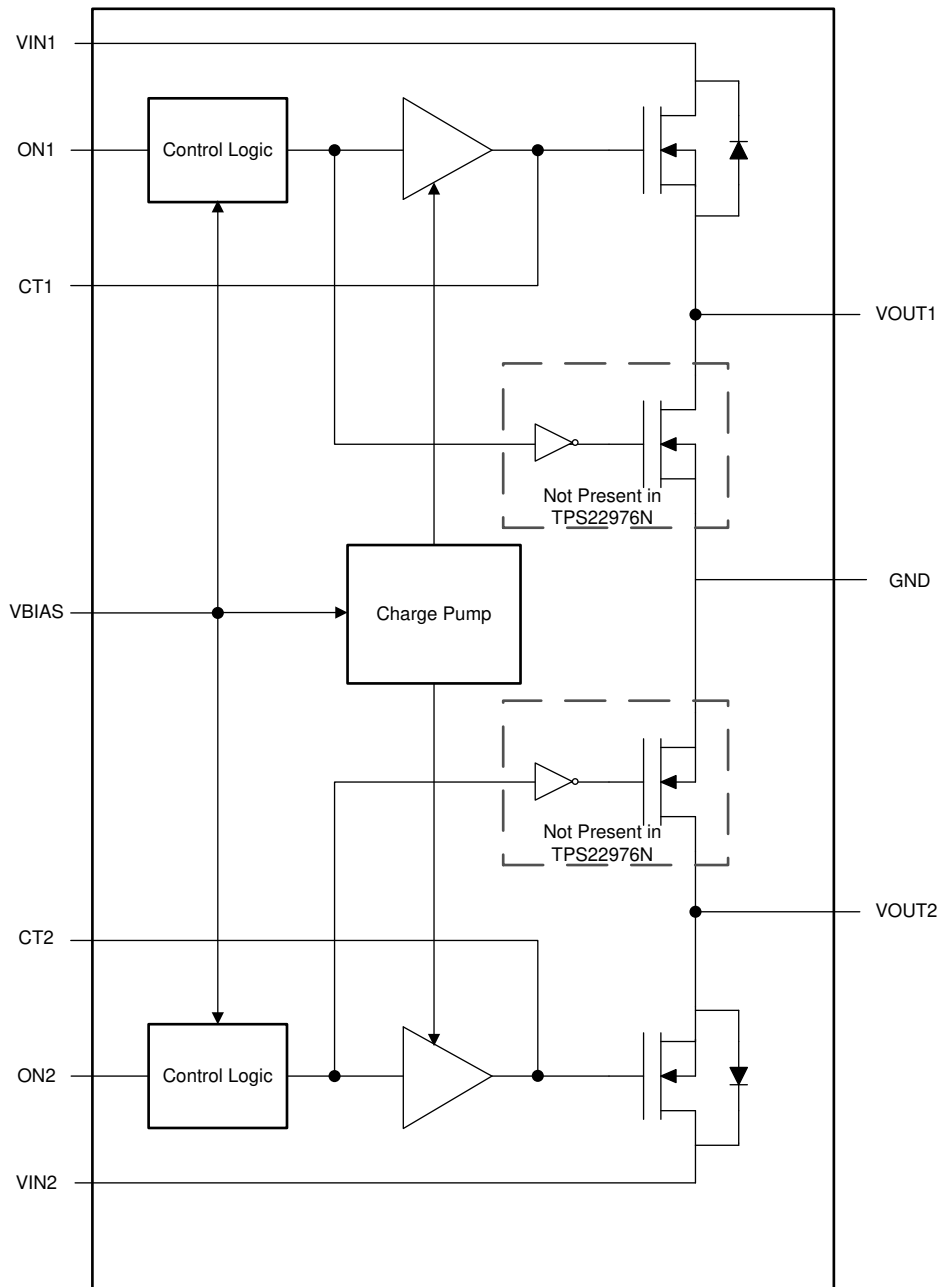 VIN1
ON1
Control Logic
CT1
VOUT1
Not Present in
TPS22976N
GND
VBIAS
Charge Pump
Not Present in
TPS22976N
VOUT2
CT2
ON2
Control Logic
VIN2